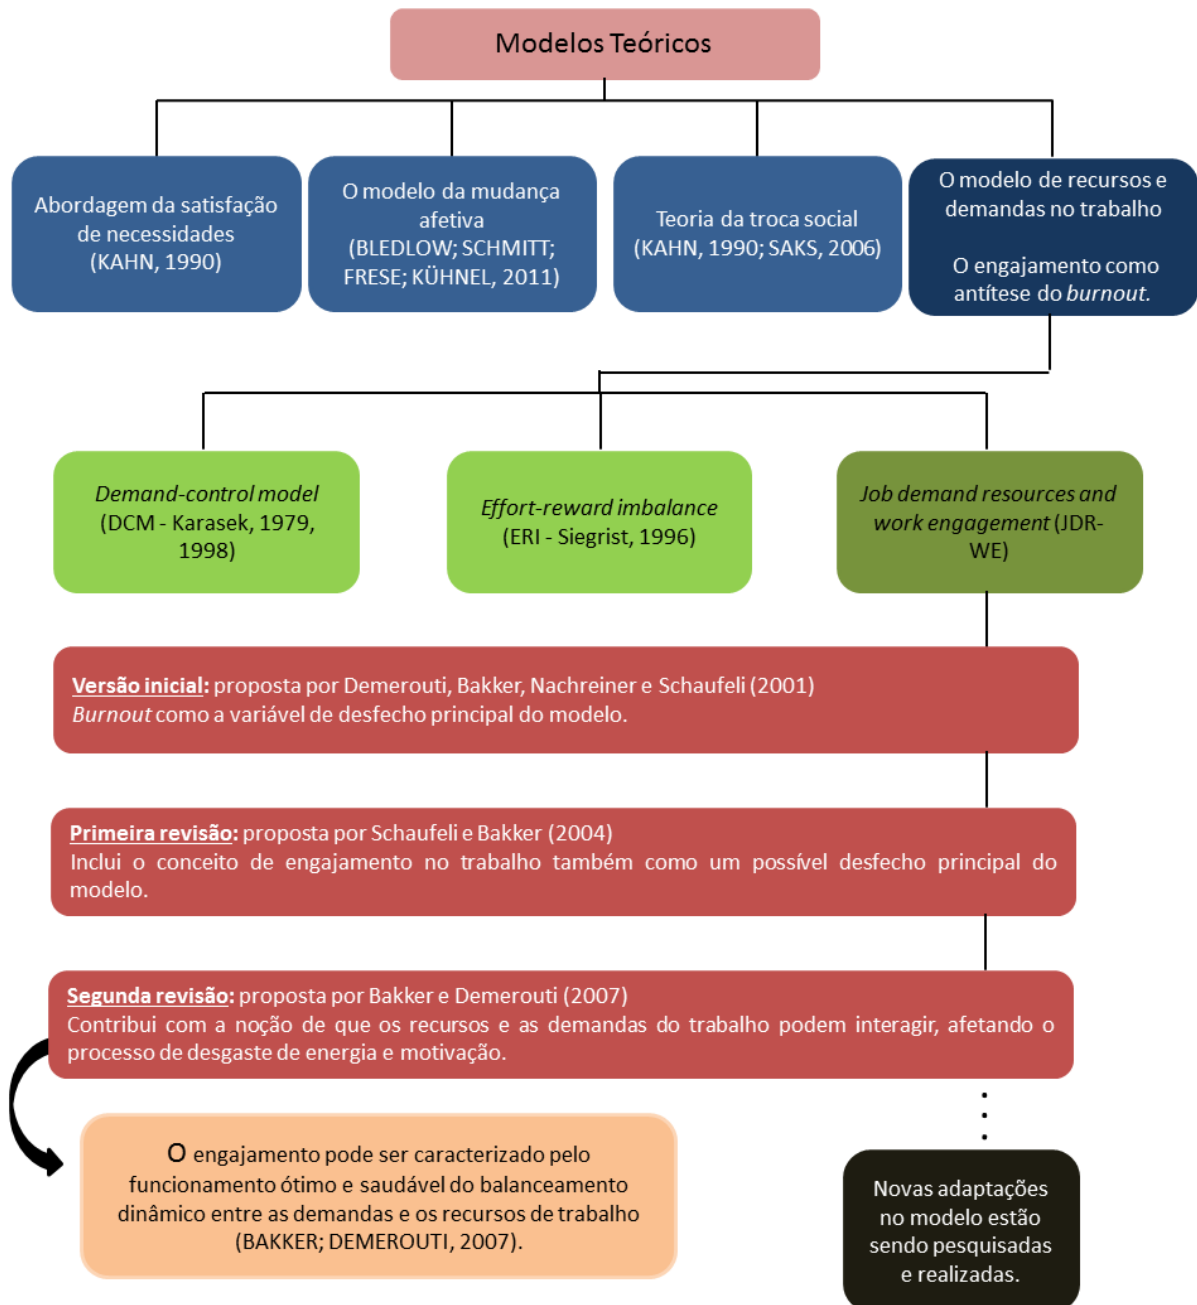 Modelos Teóricos
Abordagem da satisfação
de necessidades
(KAHN, 1990)
O modelo da mudança
afetiva
(BLEDLOW; SCHMITT;
FRESE; KÜHNEL, 2011)
Teoria da troca social
(KAHN, 1990; SAKS, 2006)
O modelo de recursos e
demandas no trabalho
O engajamento como
antítese do burnout.
Demand-control model
(DCM - Karasek, 1979,
1998)
Effort-reward imbalance
(ERI - Siegrist, 1996)
Job demand resources and
work engagement (JDR-
WE)
Versão inicial: proposta por Demerouti, Bakker, Nachreiner e Schaufeli (2001)
Burnout como a variável de desfecho principal do modelo.
Primeira revisão: proposta por Schaufeli e Bakker (2004)
Inclui o conceito de engajamento no trabalho também como um possível desfecho principal do
modelo.
Segunda revisão: proposta por Bakker e Demerouti (2007)
Contribui com a noção de que os recursos e as demandas do trabalho podem interagir, afetando o
processo de desgaste de energia e motivação.
O engajamento pode ser caracterizado pelo
funcionamento ótimo e saudável do balanceamento
dinâmico entre as demandas e os recursos de trabalho
(BAKKER; DEMEROUTI, 2007).
Novas adaptações
no modelo estão
sendo pesquisadas
e realizadas.